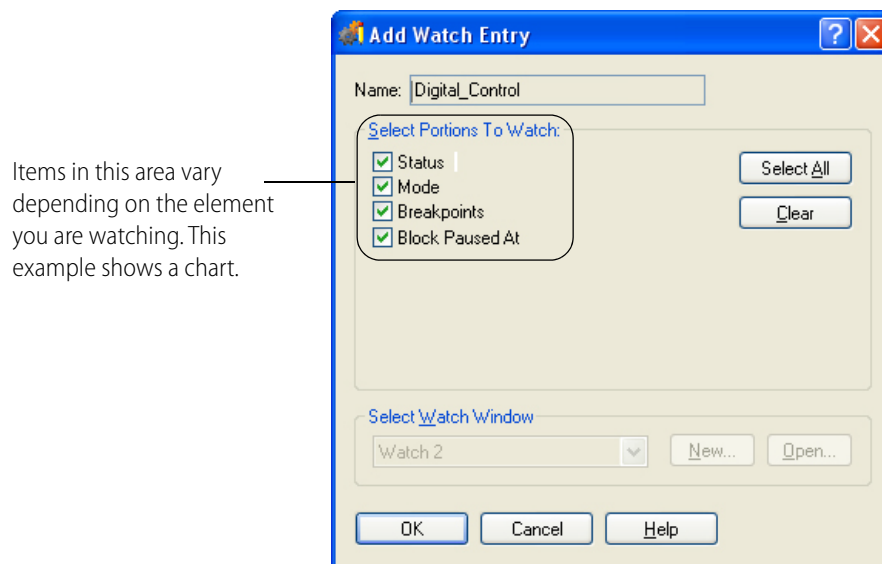 Add Watch Entry
Name: Digital_Control
Select Portions To Watch:
Status
Mode
Breakpoints
Block Paused At
Select All
Clear
Items in this area vary
depending on the element
you are watching. This
example shows a chart.
Select Watch Window
Watch 2
New...
Open...
OK
Cancel
Help